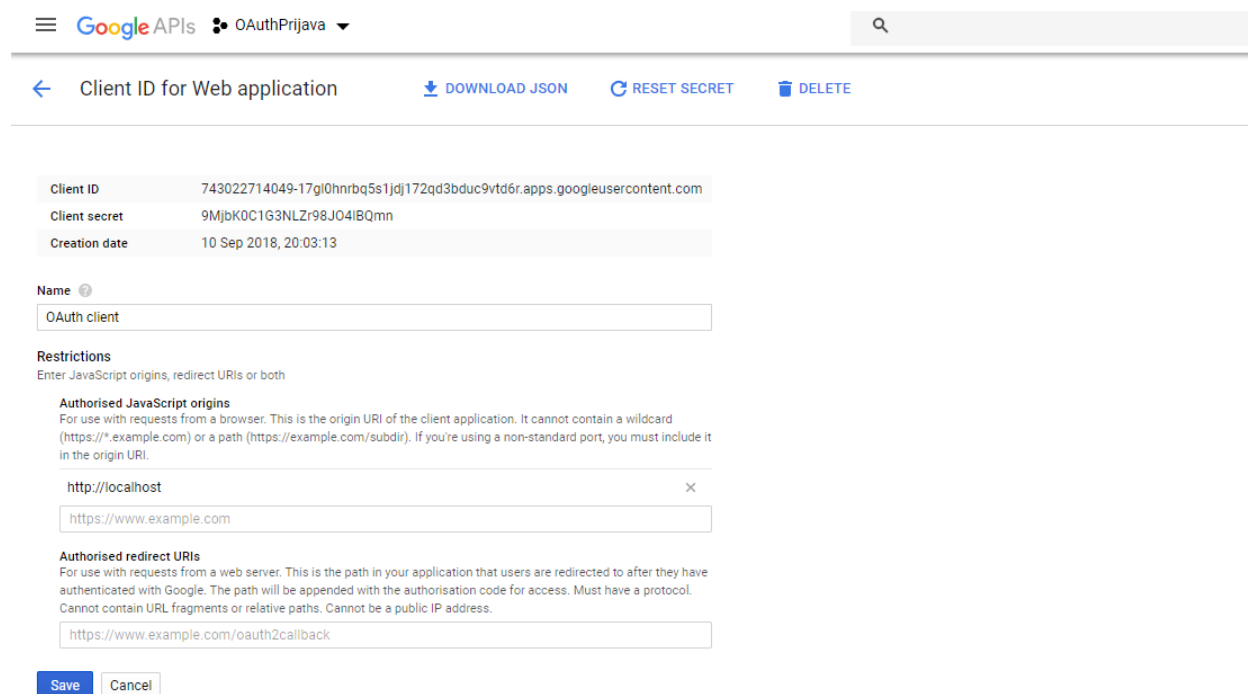 Google APIs OAuthPrijava
Client ID for Web application DOWNLOAD JSON RESET SECRET DELETE
Client ID 743022714049-17gl0hnrbq5s1jdj172qd3bduc9vtd6r.apps.googleusercontent.com
Client secret 9MjbK0C1G3NLZr98JO4lBQmn
Creation date 10 Sep 2018, 20:03:13
Name ?
OAuth client
Restrictions
Enter JavaScript origins, redirect URIs or both
Authorised JavaScript origins
For use with requests from a browser. This is the origin URI of the client application. It cannot contain a wildcard
(https://*.example.com) or a path (https://example.com/subdir). If you're using a non-standard port, you must include it
in the origin URI.
http://localhost ×
https://www.example.com
Authorised redirect URIs
For use with requests from a web server. This is the path in your application that users are redirected to after they have
authenticated with Google. The path will be appended with the authorisation code for access. Must have a protocol.
Cannot contain URL fragments or relative paths. Cannot be a public IP address.
https://www.example.com/oauth2callback
Save Cancel